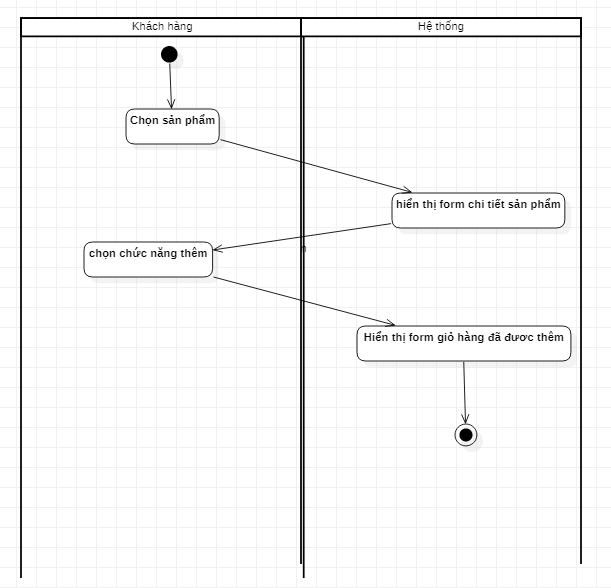 Khách hàng
Hệ thống
Chọn sản phẩm
hiển thị form chi tiết sản phẩm
chọn chức năng thêm
Hiển thị form giỏ hàng đã đươc thêm